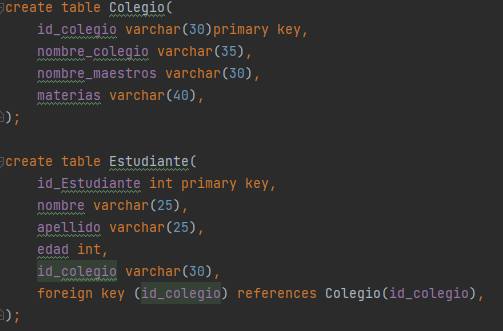 create table Colegio(
id_colegio varchar(30)primary key,
nombre_colegio varchar(35),
nombre_maestros varchar(30),
materias varchar(40),
);
create table Estudiante(
id_Estudiante int primary key,
nombre varchar(25),
apellido varchar(25),
edad int,
id_colegio varchar(30),
foreign key (id_colegio) references Colegio(id_colegio),
);